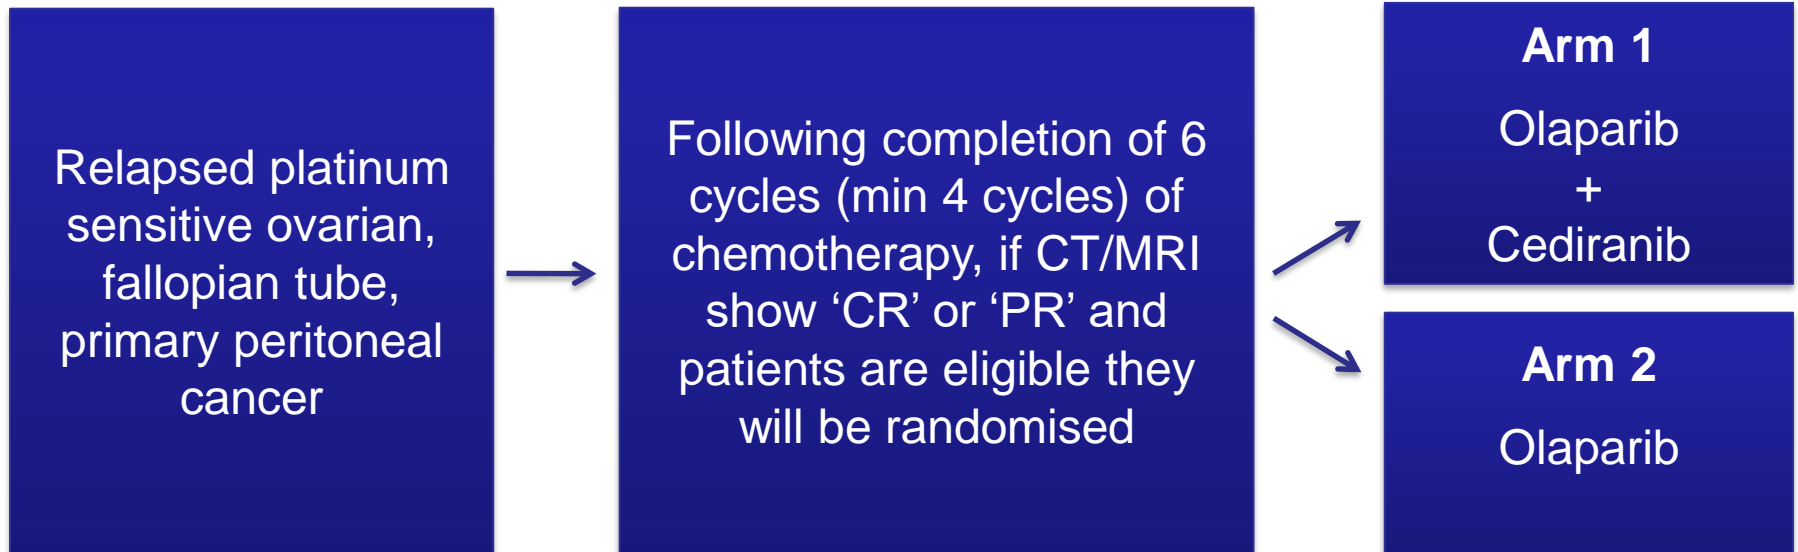 Relapsed platinum
sensitive ovarian,
fallopian tube,
primary peritoneal
cancer
Following completion of 6
cycles (min 4 cycles) of
chemotherapy, if CT/MRI
show ‘CR’ or ‘PR’ and
patients are eligible they
will be randomised
Arm 1
Olaparib
+
Cediranib
Arm 2
Olaparib